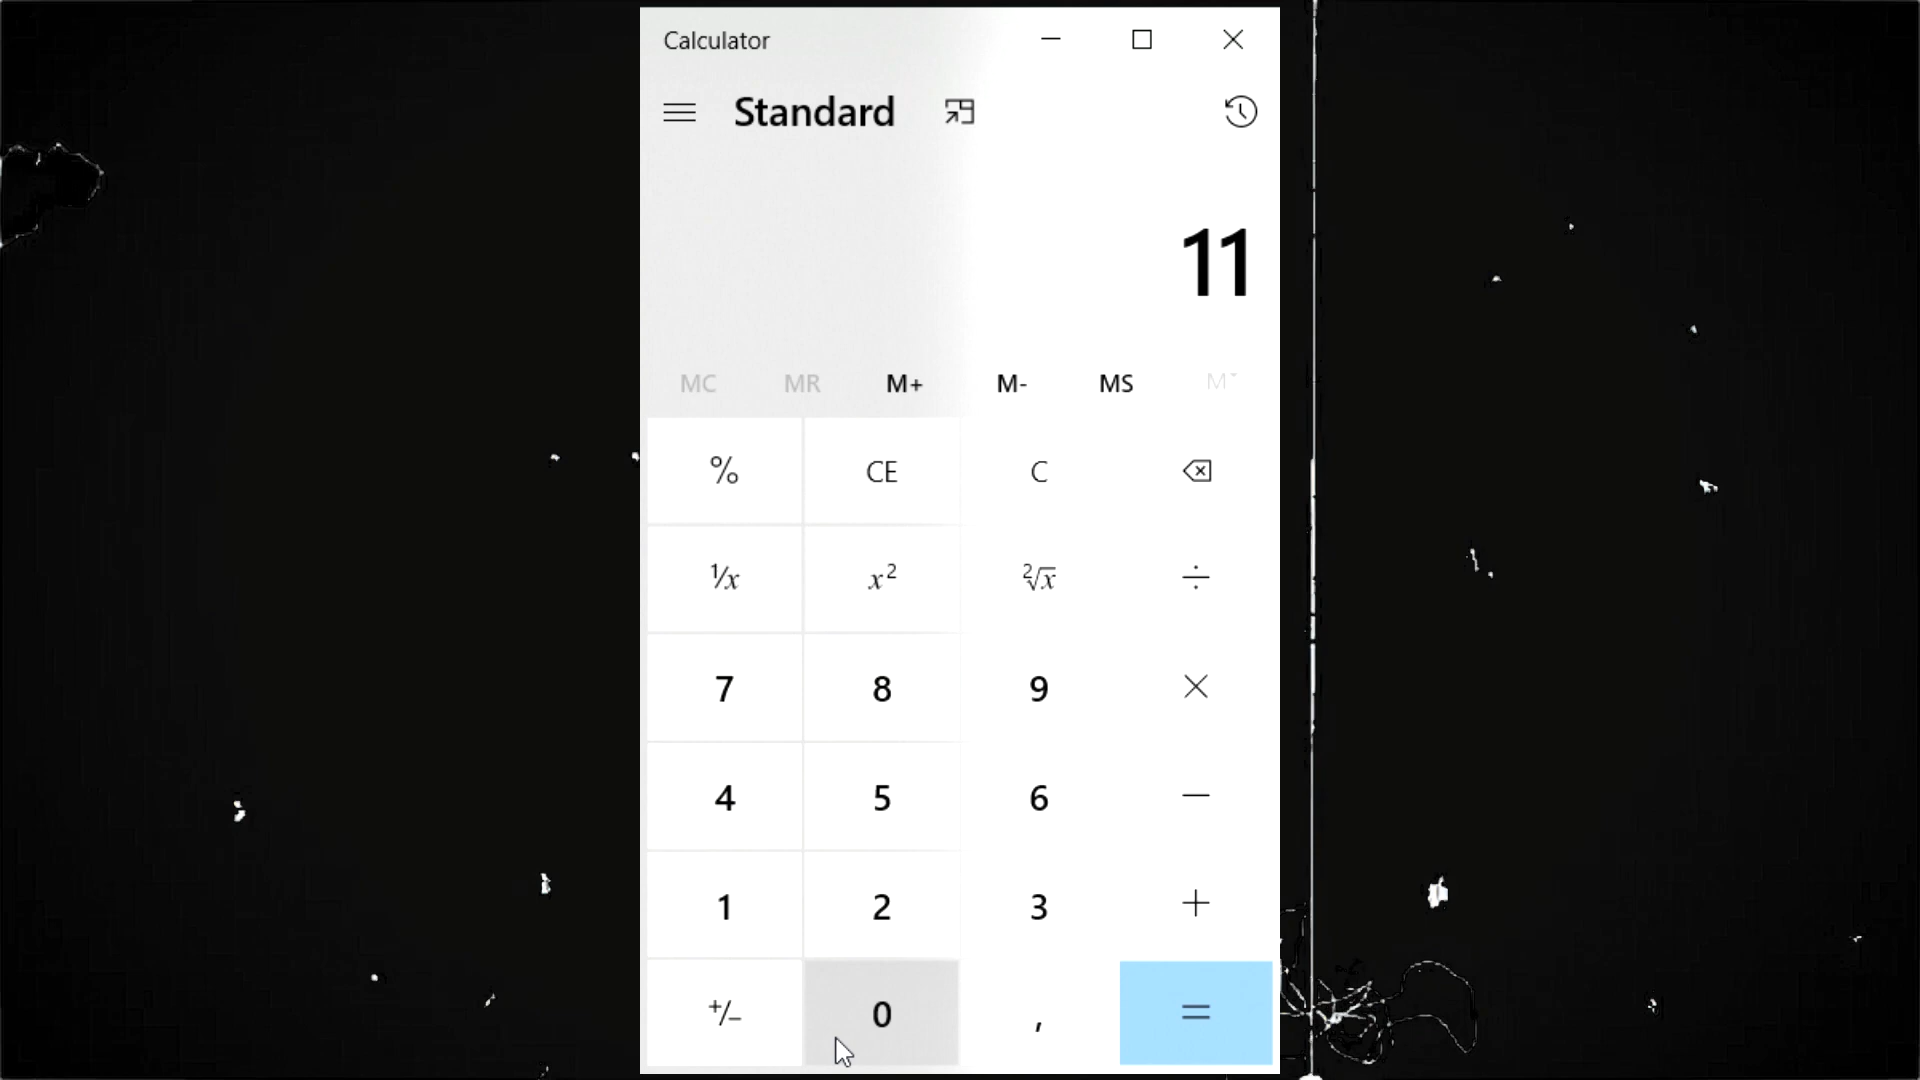 Calculator
Standard
11
MC MR M+ M- MS M˅
% CE C
¹/x x² ²√x ÷
7 8 9 ×
4 5 6 −
1 2 3 +
+/− 0 , =